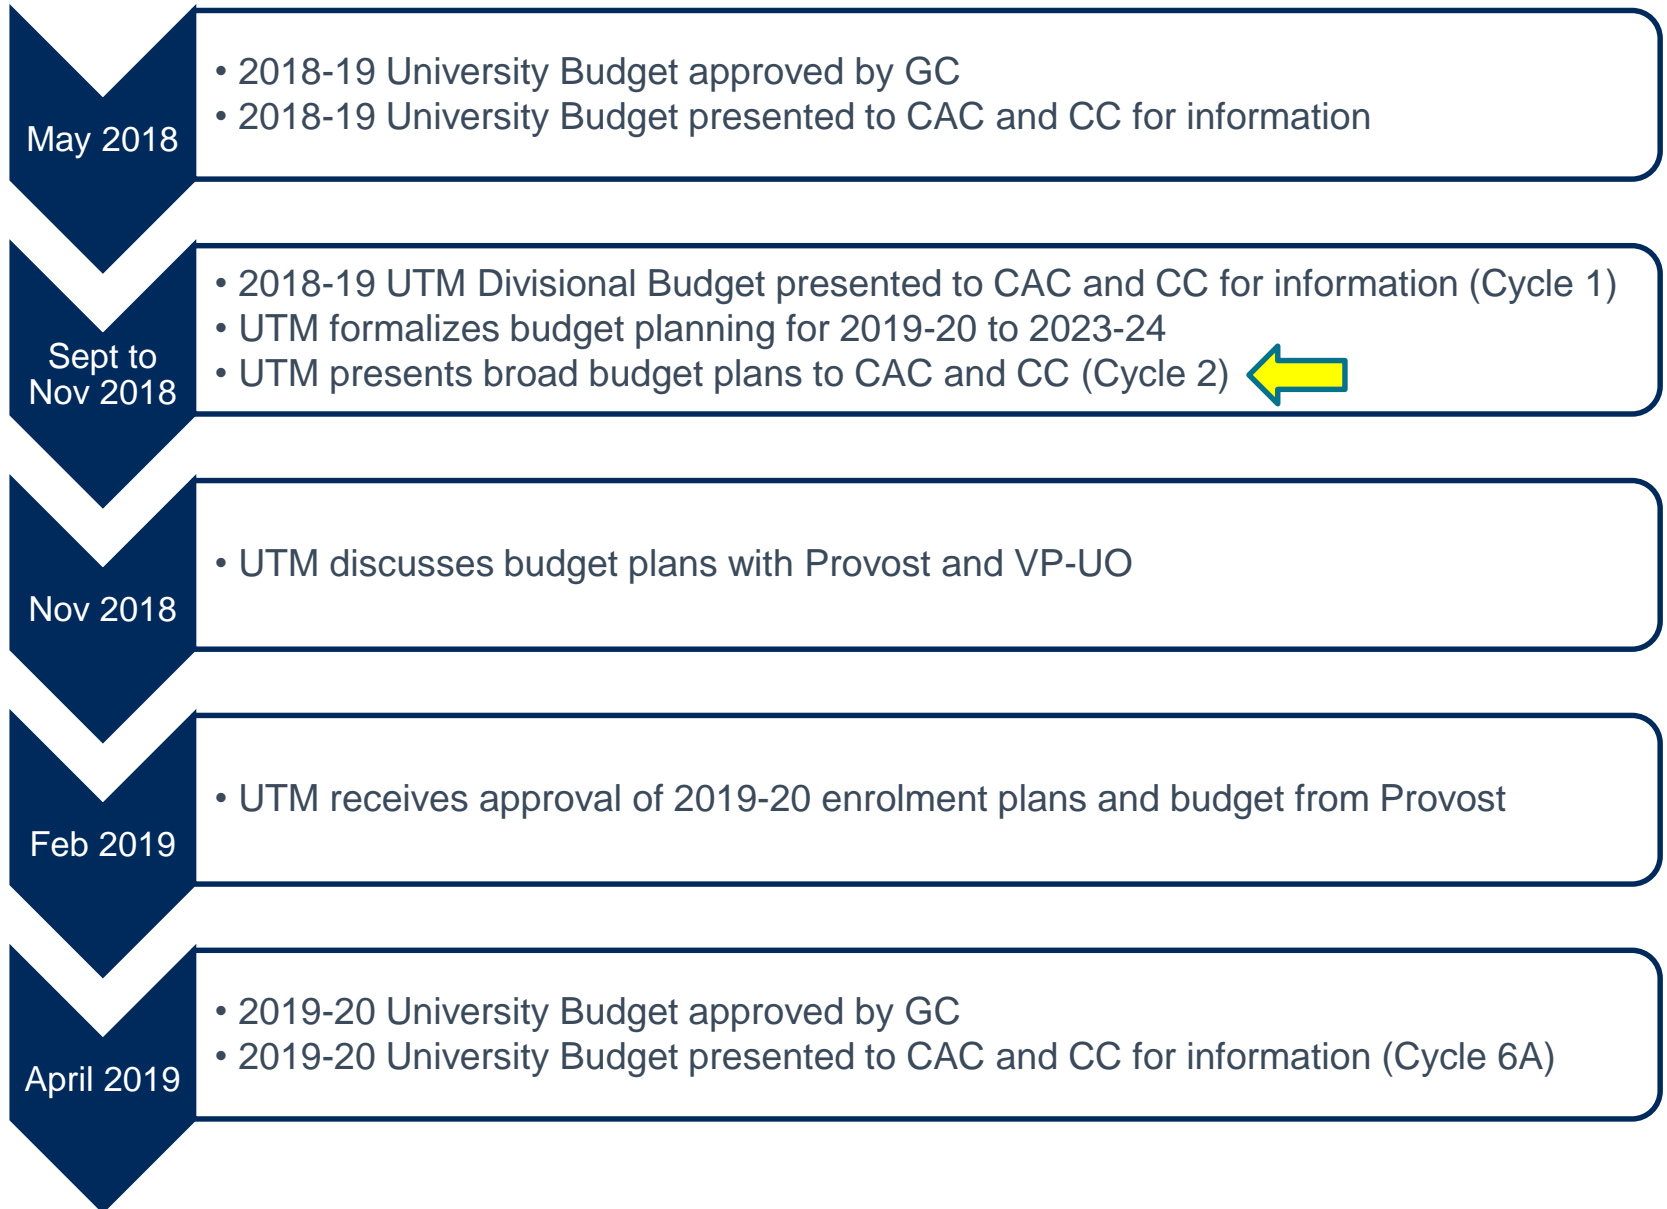 May 2018
• 2018-19 University Budget approved by GC
• 2018-19 University Budget presented to CAC and CC for information
Sept to
Nov 2018
• 2018-19 UTM Divisional Budget presented to CAC and CC for information (Cycle 1)
• UTM formalizes budget planning for 2019-20 to 2023-24
• UTM presents broad budget plans to CAC and CC (Cycle 2)
Nov 2018
• UTM discusses budget plans with Provost and VP-UO
Feb 2019
• UTM receives approval of 2019-20 enrolment plans and budget from Provost
April 2019
• 2019-20 University Budget approved by GC
• 2019-20 University Budget presented to CAC and CC for information (Cycle 6A)